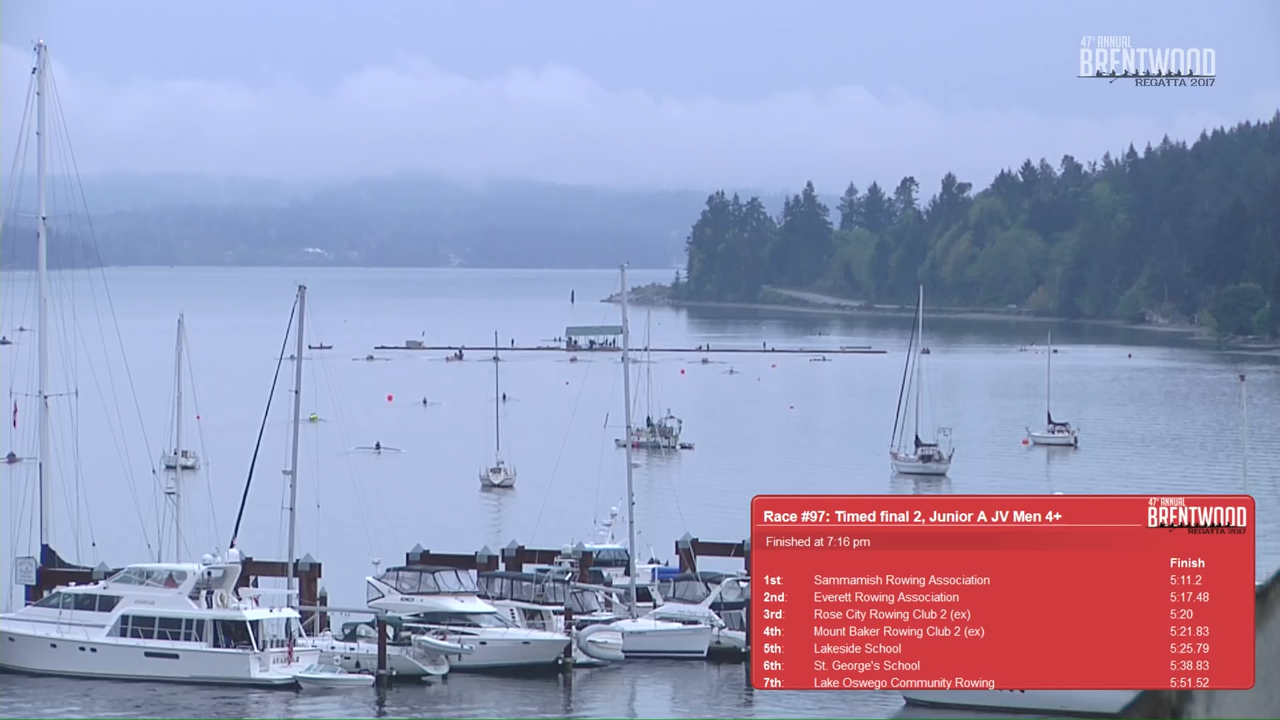 47th ANNUAL
BRENTWOOD
REGATTA 2017
Race #97: Timed final 2, Junior A JV Men 4+
47th ANNUAL
BRENTWOOD
REGATTA 2017
Finished at 7:16 pm
Finish
1st: Sammamish Rowing Association 5:11.2
2nd: Everett Rowing Association 5:17.48
3rd: Rose City Rowing Club 2 (ex) 5:20
4th: Mount Baker Rowing Club 2 (ex) 5:21.83
5th: Lakeside School 5:25.79
6th: St. George's School 5:38.83
7th: Lake Oswego Community Rowing 5:51.52